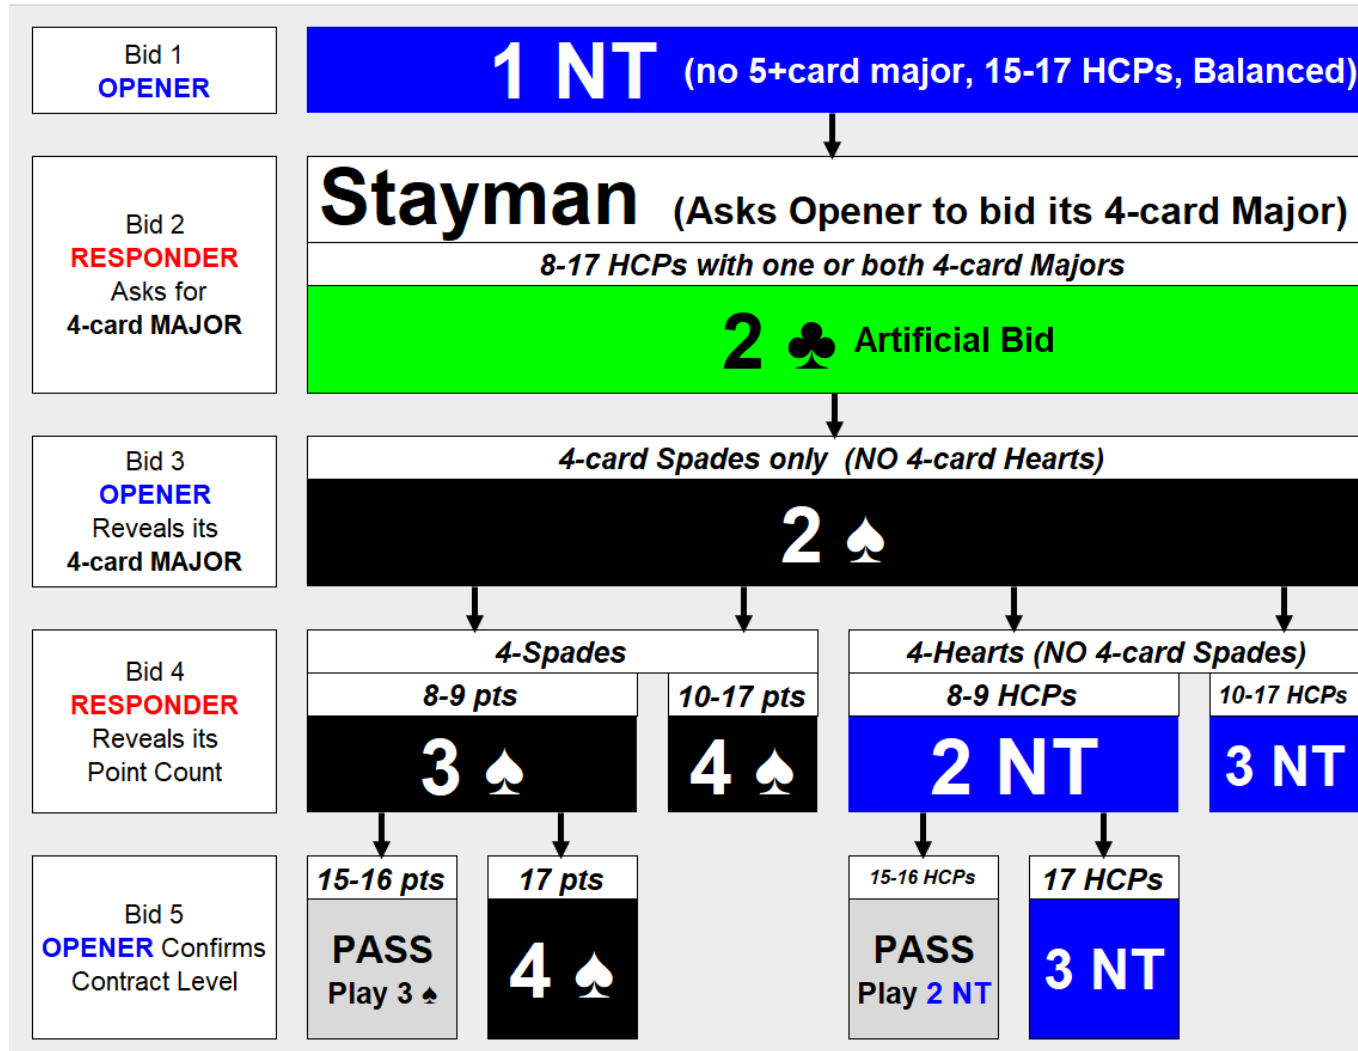 Bid 1
OPENER
1 NT (no 5+card major, 15-17 HCPs, Balanced)
Bid 2
RESPONDER
Asks for
4-card MAJOR
Stayman (Asks Opener to bid its 4-card Major)
8-17 HCPs with one or both 4-card Majors
2 ♣ Artificial Bid
Bid 3
OPENER
Reveals its
4-card MAJOR
4-card Spades only (NO 4-card Hearts)
2 ♠
Bid 4
RESPONDER
Reveals its
Point Count
4-Spades
4-Hearts (NO 4-card Spades)
8-9 pts
10-17 pts
8-9 HCPs
10-17 HCPs
3 ♠
4 ♠
2 NT
3 NT
Bid 5
OPENER Confirms
Contract Level
15-16 pts
17 pts
15-16 HCPs
17 HCPs
PASS
Play 3 ♠
4 ♠
PASS
Play 2 NT
3 NT